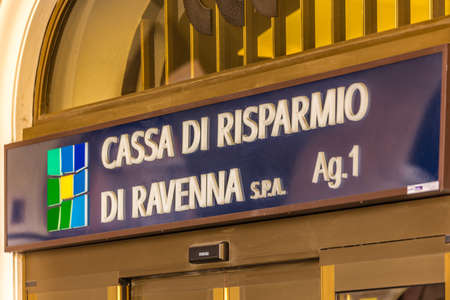 CASSA DI RISPARMIO
DI RAVENNA S.P.A. Ag.1